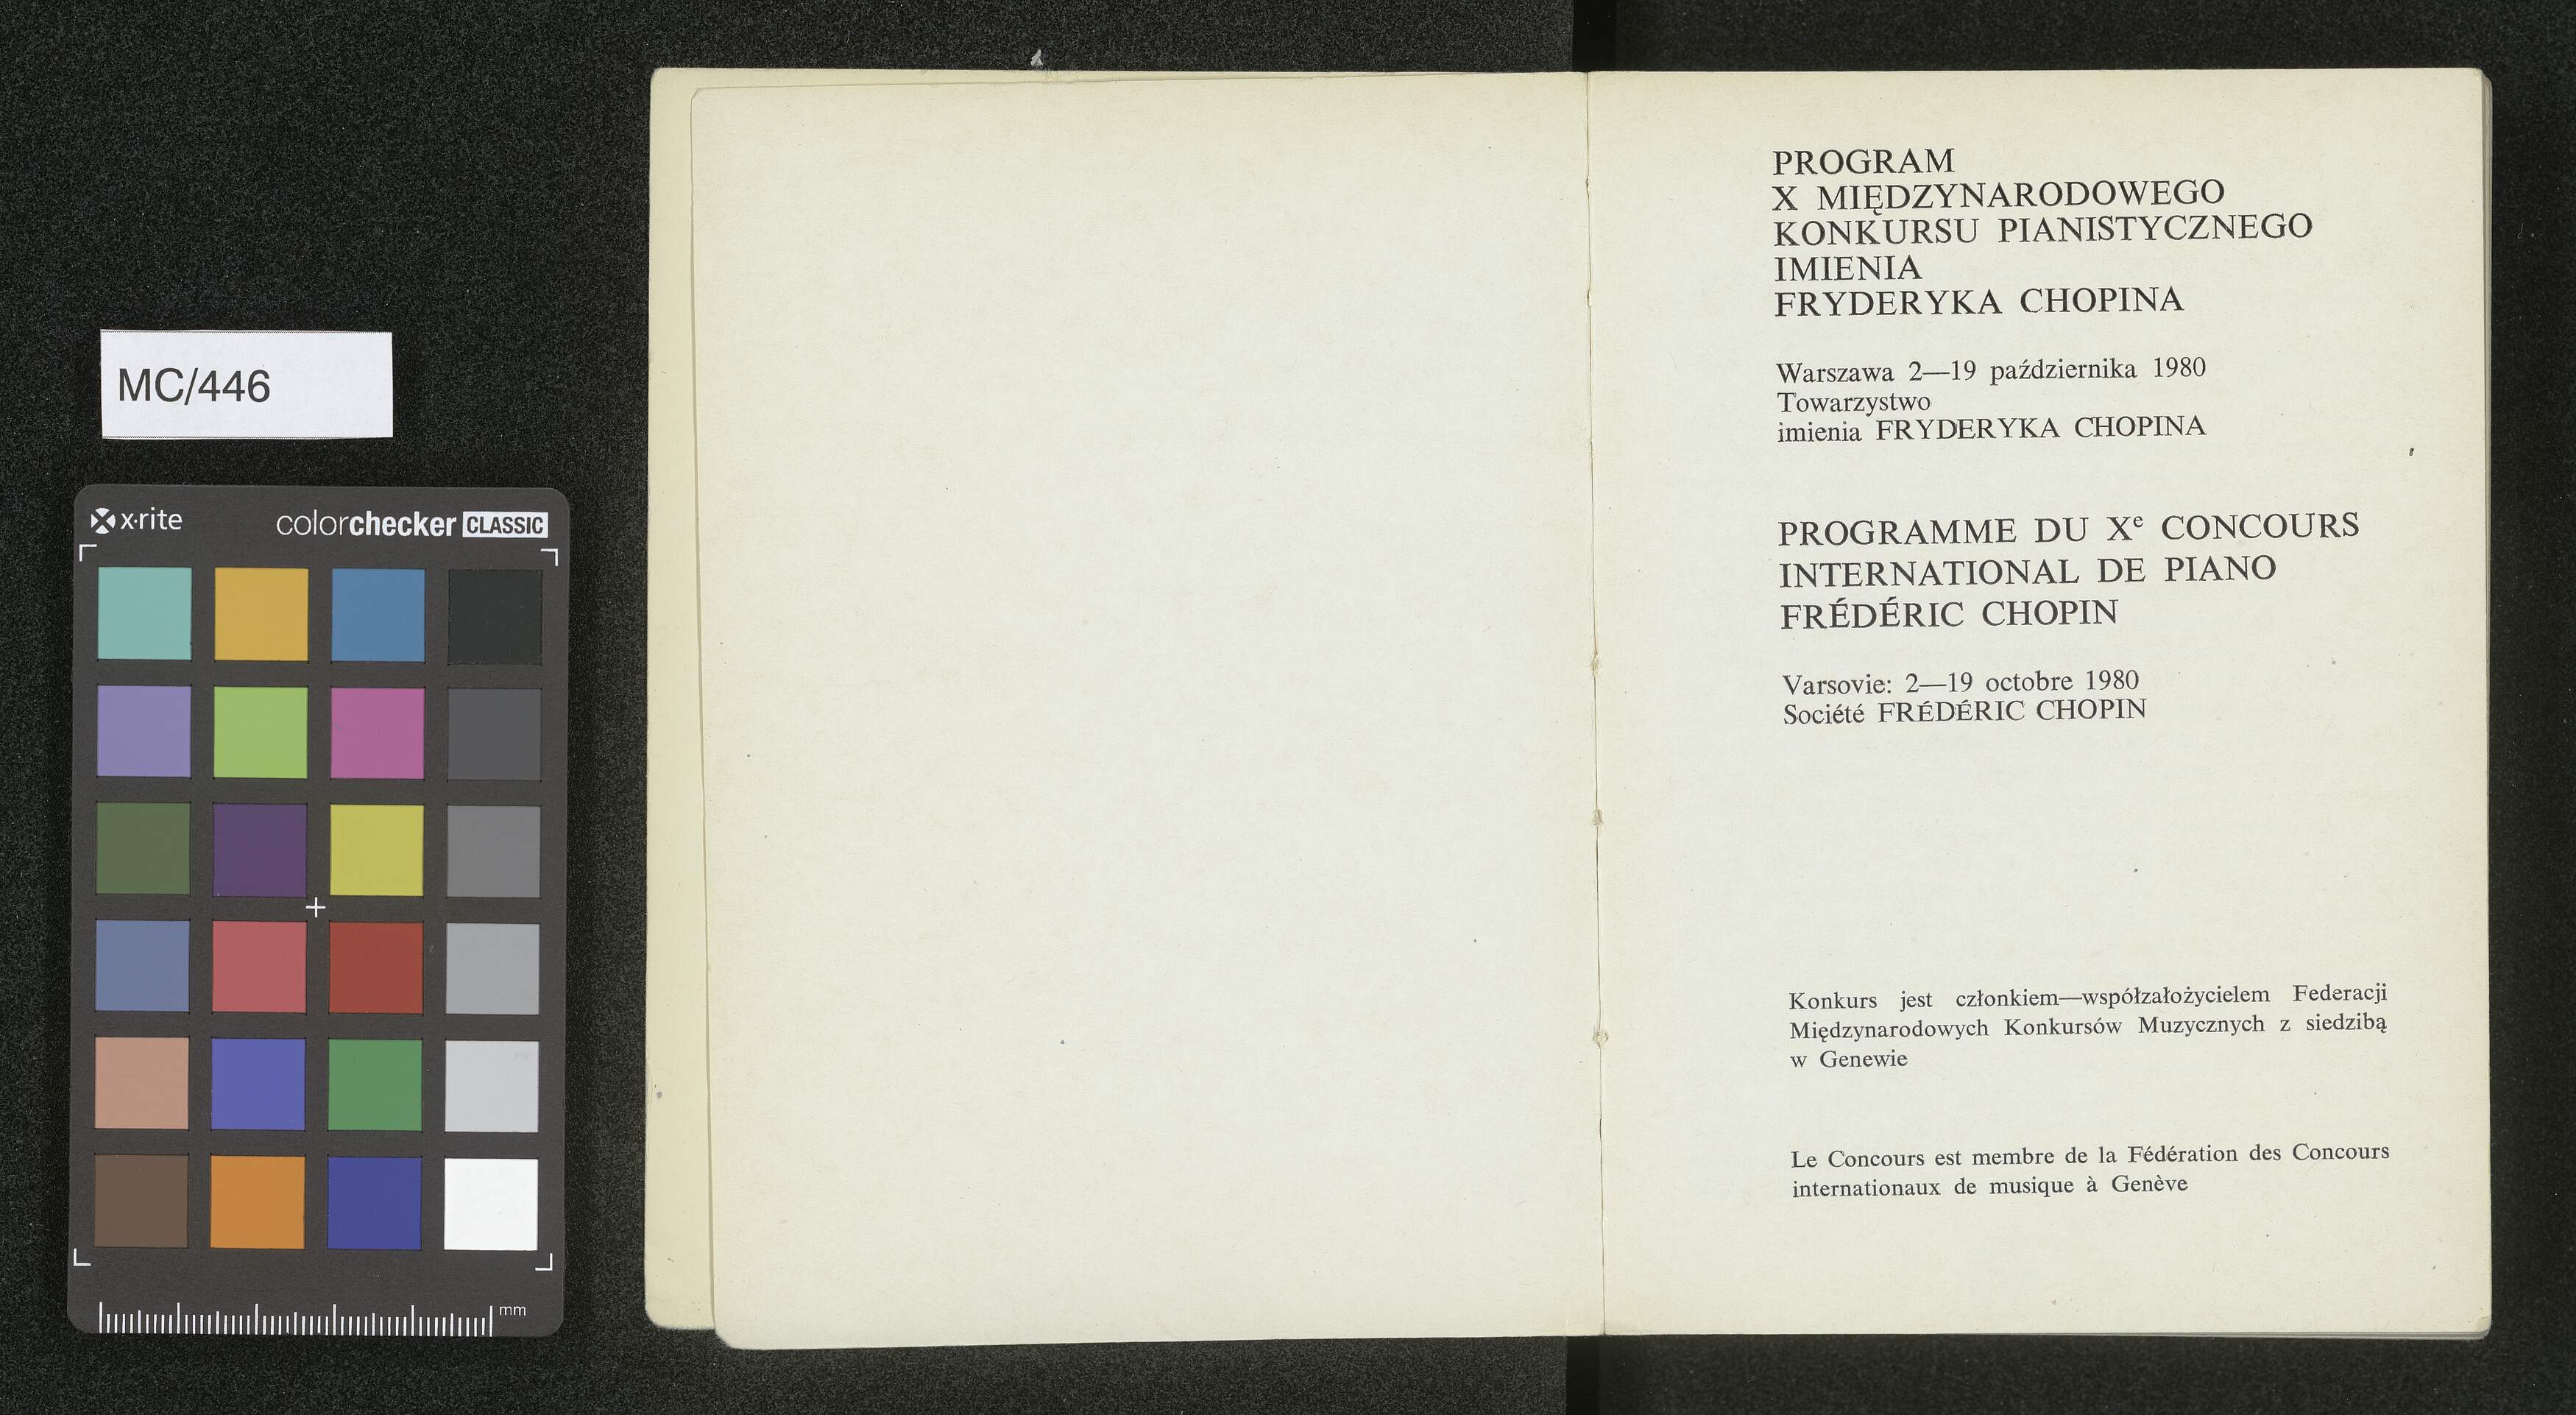 MC/446
x·rite
colorchecker CLASSIC
mm
PROGRAM
X MIĘDZYNARODOWEGO
KONKURSU PIANISTYCZNEGO
IMIENIA
FRYDERYKA CHOPINA
Warszawa 2—19 października 1980
Towarzystwo
imienia FRYDERYKA CHOPINA
PROGRAMME DU Xe CONCOURS
INTERNATIONAL DE PIANO
FRÉDÉRIC CHOPIN
Varsovie: 2—19 octobre 1980
Société FRÉDÉRIC CHOPIN
Konkurs jest członkiem—współzałożycielem Federacji
Międzynarodowych Konkursów Muzycznych z siedzibą
w Genewie
Le Concours est membre de la Fédération des Concours
internationaux de musique à Genève